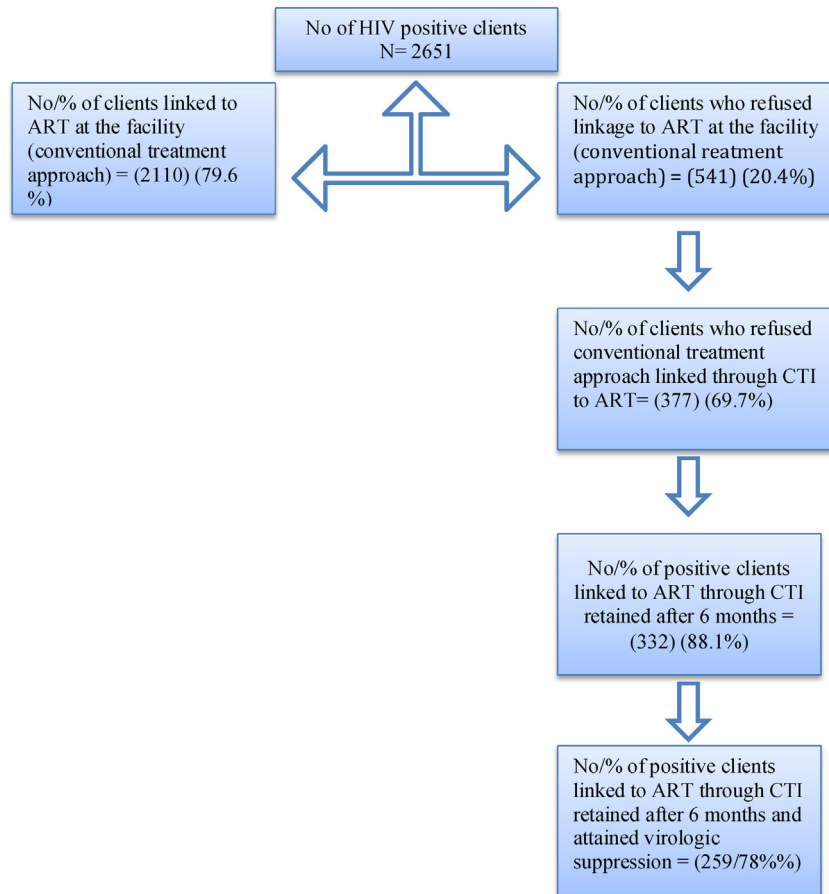 No of HIV positive clients
N= 2651
No/% of clients linked to
ART at the facility
(conventional treatment
approach) = (2110) (79.6
%)
No/% of clients who refused
linkage to ART at the facility
(conventional reatment
approach) = (541) (20.4%)
No/% of clients who refused
conventional treatment
approach linked through CTI
to ART= (377) (69.7%)
No/% of positive clients
linked to ART through CTI
retained after 6 months =
(332) (88.1%)
No/% of positive clients
linked to ART through CTI
retained after 6 months and
attained virologic
suppression = (259/78%%)